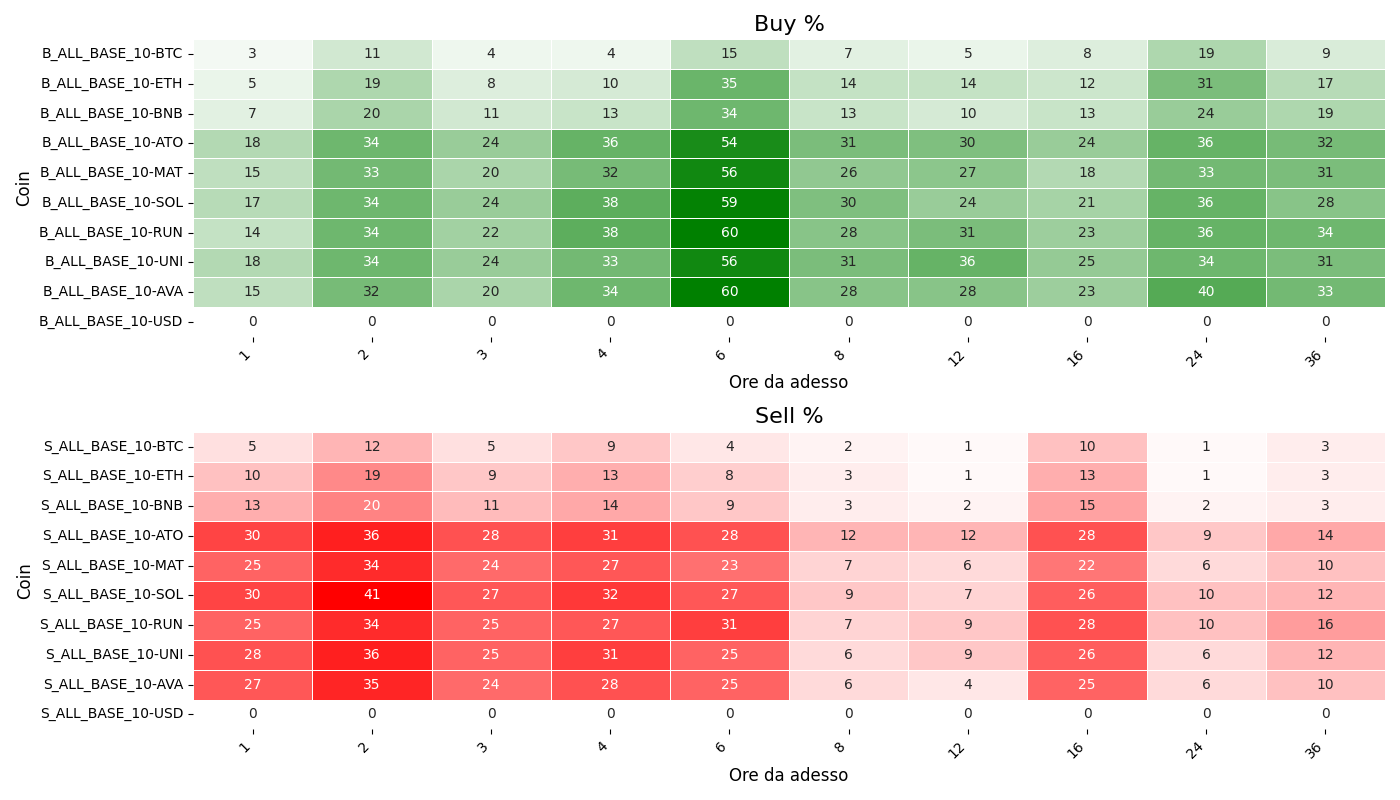 Buy %
Coin
B_ALL_BASE_10-BTC 3 11 4 4 15 7 5 8 19 9
B_ALL_BASE_10-ETH 5 19 8 10 35 14 14 12 31 17
B_ALL_BASE_10-BNB 7 20 11 13 34 13 10 13 24 19
B_ALL_BASE_10-ATO 18 34 24 36 54 31 30 24 36 32
B_ALL_BASE_10-MAT 15 33 20 32 56 26 27 18 33 31
B_ALL_BASE_10-SOL 17 34 24 38 59 30 24 21 36 28
B_ALL_BASE_10-RUN 14 34 22 38 60 28 31 23 36 34
B_ALL_BASE_10-UNI 18 34 24 33 56 31 36 25 34 31
B_ALL_BASE_10-AVA 15 32 20 34 60 28 28 23 40 33
B_ALL_BASE_10-USD 0 0 0 0 0 0 0 0 0 0
1 2 3 4 6 8 12 16 24 36
Ore da adesso
Sell %
Coin
S_ALL_BASE_10-BTC 5 12 5 9 4 2 1 10 1 3
S_ALL_BASE_10-ETH 10 19 9 13 8 3 1 13 1 3
S_ALL_BASE_10-BNB 13 20 11 14 9 3 2 15 2 3
S_ALL_BASE_10-ATO 30 36 28 31 28 12 12 28 9 14
S_ALL_BASE_10-MAT 25 34 24 27 23 7 6 22 6 10
S_ALL_BASE_10-SOL 30 41 27 32 27 9 7 26 10 12
S_ALL_BASE_10-RUN 25 34 25 27 31 7 9 28 10 16
S_ALL_BASE_10-UNI 28 36 25 31 25 6 9 26 6 12
S_ALL_BASE_10-AVA 27 35 24 28 25 6 4 25 6 10
S_ALL_BASE_10-USD 0 0 0 0 0 0 0 0 0 0
1 2 3 4 6 8 12 16 24 36
Ore da adesso